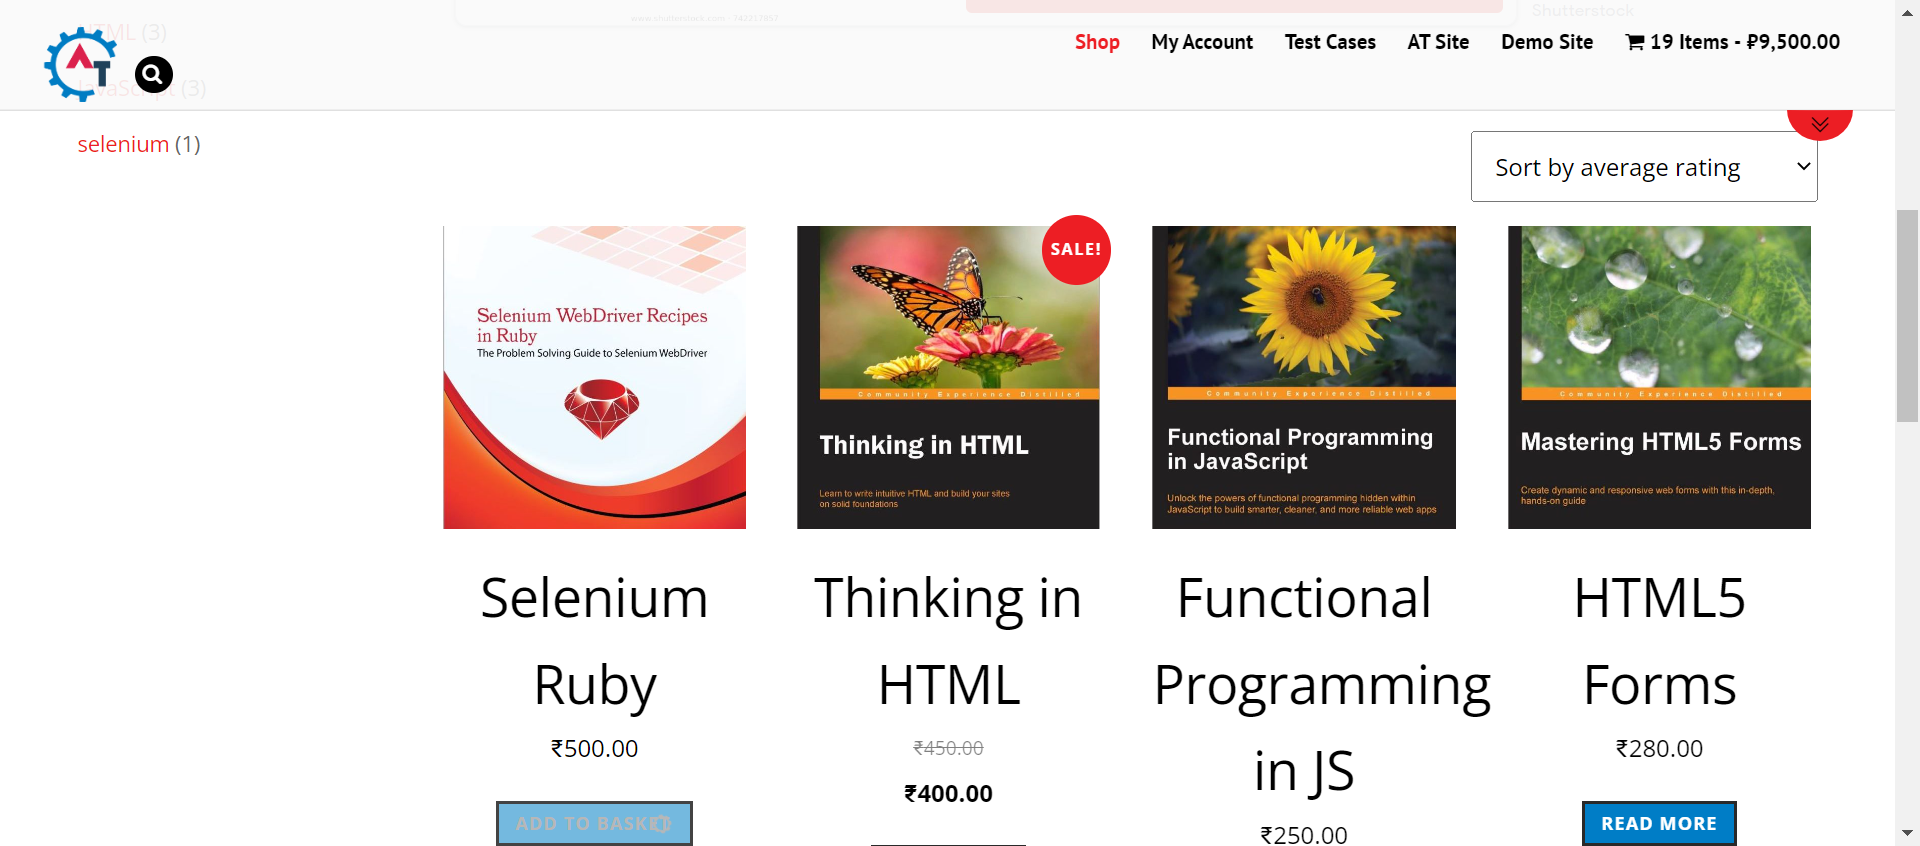 www.shutterstock.com · 742217857
Shutterstock
HTML (3)
JavaScript (3)
AT
Shop
My Account
Test Cases
AT Site
Demo Site
19 Items - ₽9,500.00
selenium (1)
Sort by average rating
Selenium WebDriver Recipes
in Ruby
The Problem Solving Guide to Selenium WebDriver
SALE!
Community Experience Distilled
Thinking in HTML
Learn to write intuitive HTML and build your sites
on solid foundations
Community Experience Distilled
Functional Programming
in JavaScript
Unlock the powers of functional programming hidden within
JavaScript to build smarter, cleaner, and more reliable web apps
Community Experience Distilled
Mastering HTML5 Forms
Create dynamic and responsive web forms with this in-depth,
hands-on guide
Selenium
Ruby
₹500.00
ADD TO BASKET
Thinking in
HTML
₹450.00
₹400.00
Functional
Programming
in JS
₹250.00
HTML5
Forms
₹280.00
READ MORE